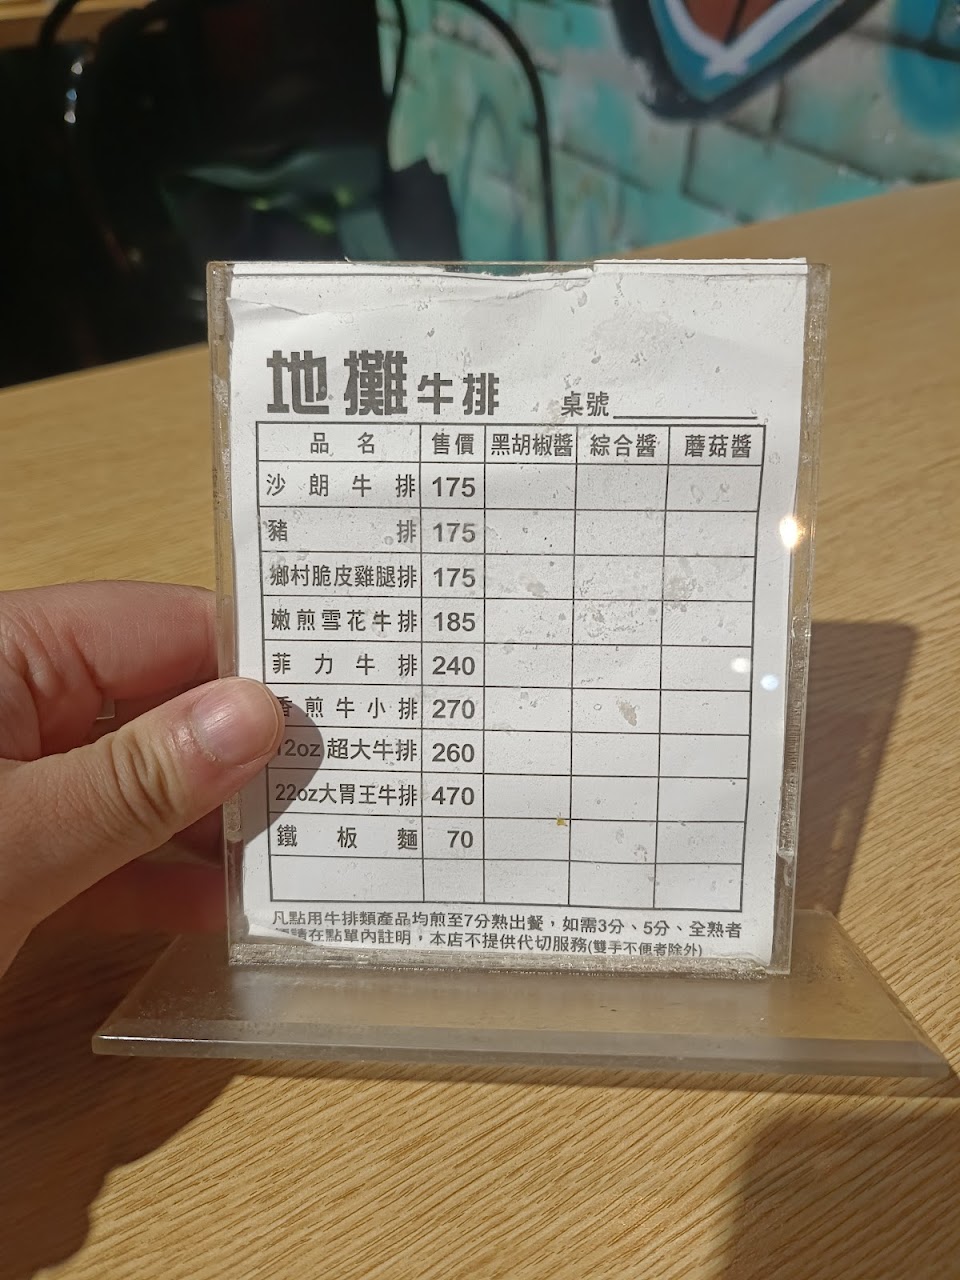 地攤牛排 桌號
品名 售價 黑胡椒醬 綜合醬 蘑菇醬
沙朗牛排 175
豬排 175
鄉村脆皮雞腿排 175
嫩煎雪花牛排 185
菲力牛排 240
香煎牛小排 270
12oz超大牛排 260
22oz大胃王牛排 470
鐵板麵 70
凡點用牛排類產品均煎至7分熟出餐，如需3分、5分、全熟者
請在點單內註明，本店不提供代切服務(雙手不便者除外)